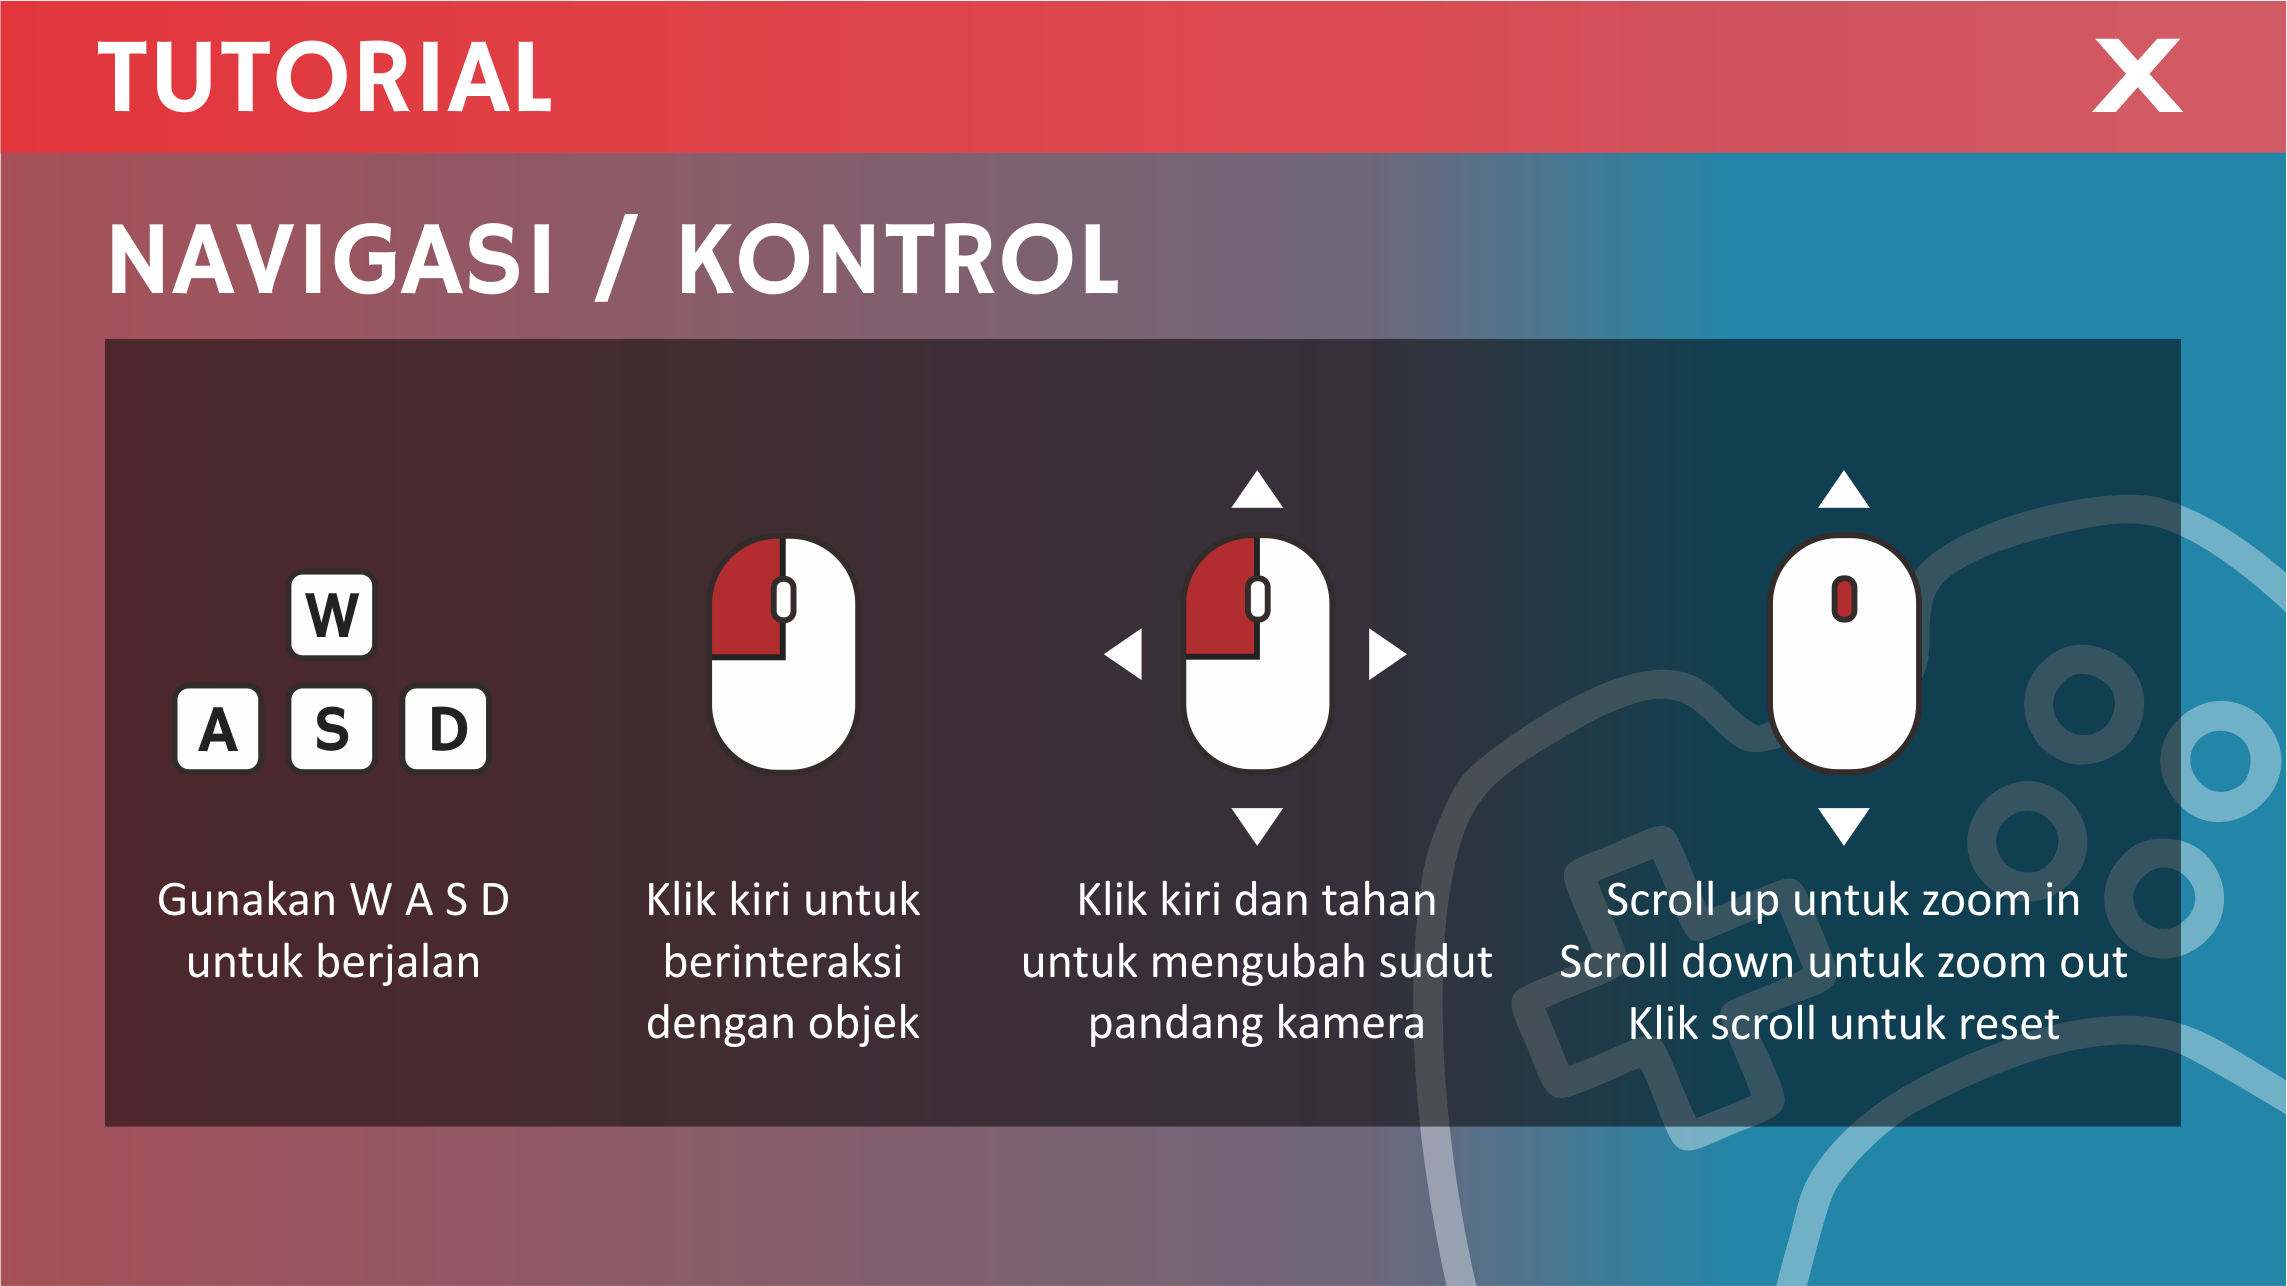 TUTORIAL
X
NAVIGASI / KONTROL
W
A S D
Gunakan W A S D
untuk berjalan
Klik kiri untuk
berinteraksi
dengan objek
Klik kiri dan tahan
untuk mengubah sudut
pandang kamera
Scroll up untuk zoom in
Scroll down untuk zoom out
Klik scroll untuk reset